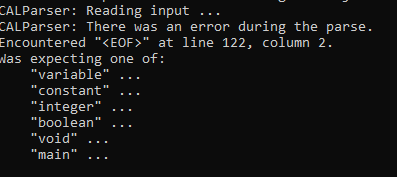 CALParser: Reading input ...
CALParser: There was an error during the parse.
Encountered "<EOF>" at line 122, column 2.
Was expecting one of:
    "variable" ...
    "constant" ...
    "integer" ...
    "boolean" ...
    "void" ...
    "main" ...